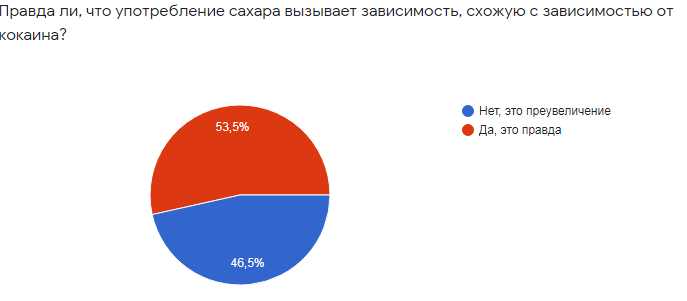 Правда ли, что употребление сахара вызывает зависимость, схожую с зависимостью от
кокаина?
Нет, это преувеличение
Да, это правда
53,5%
46,5%